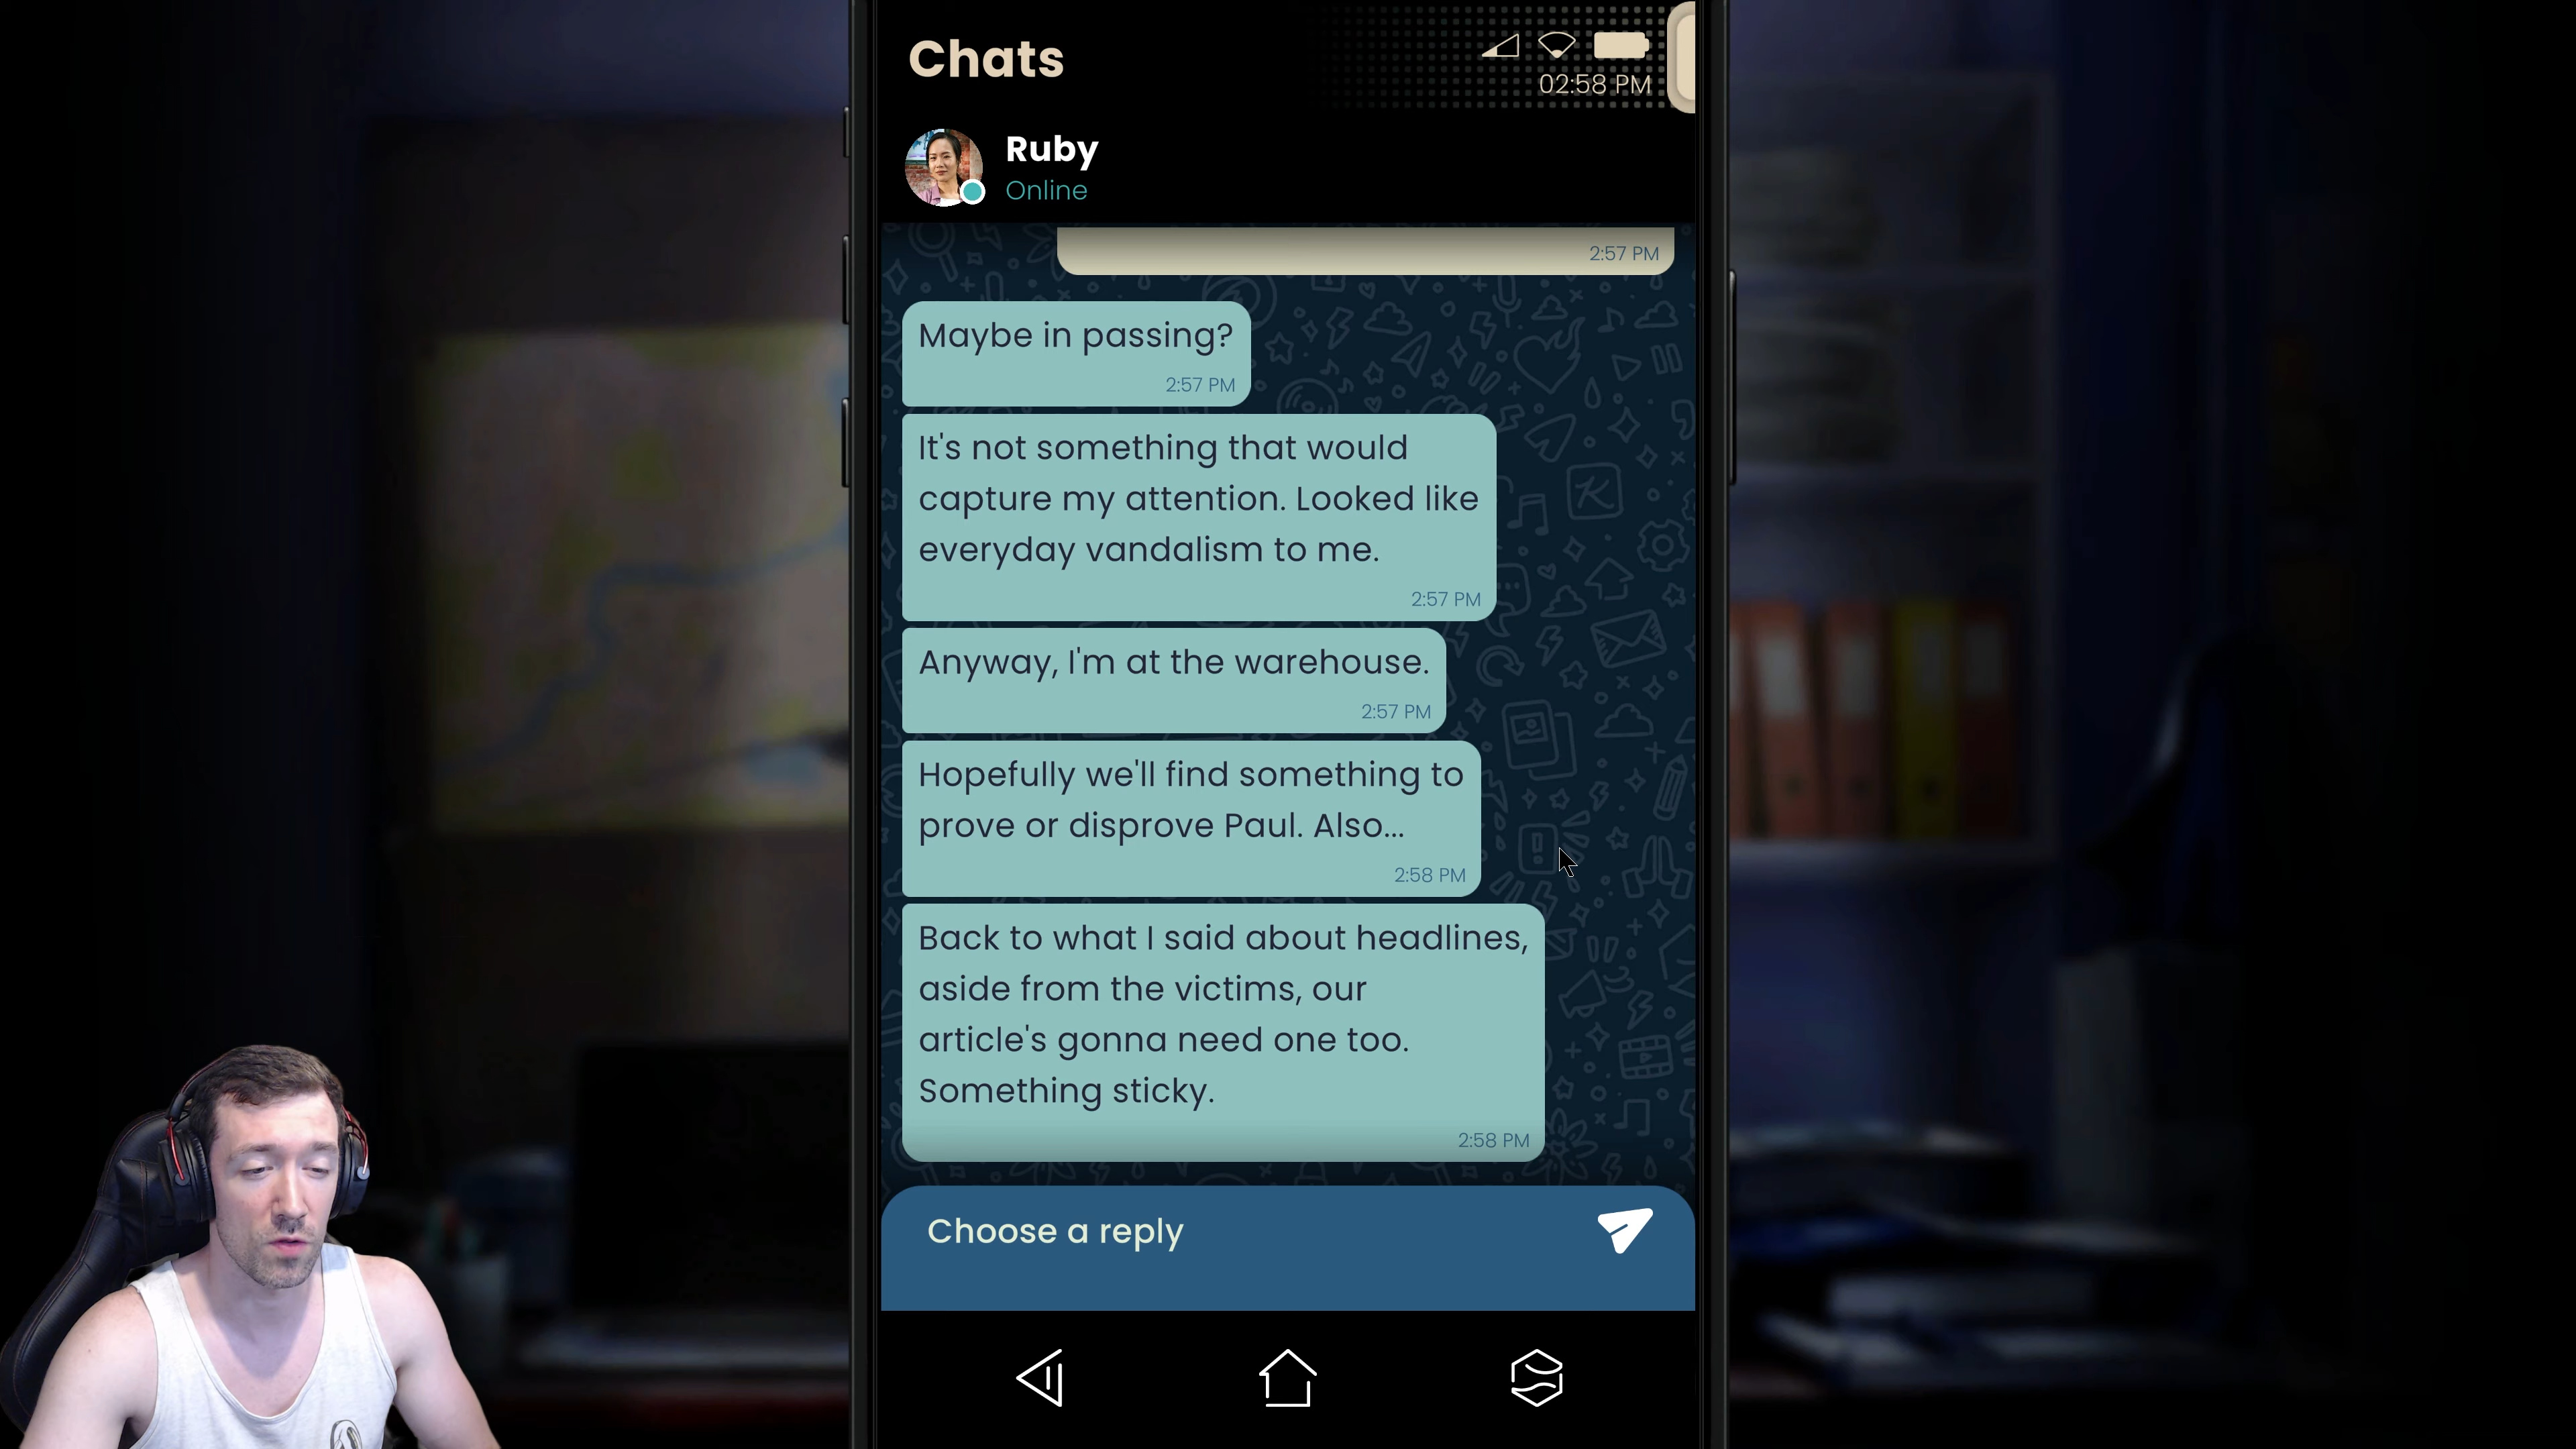 Chats
02:58 PM
Ruby
Online
2:57 PM
Maybe in passing?
2:57 PM
It's not something that would
capture my attention. Looked like
everyday vandalism to me.
2:57 PM
Anyway, I'm at the warehouse.
2:57 PM
Hopefully we'll find something to
prove or disprove Paul. Also...
2:58 PM
Back to what I said about headlines,
aside from the victims, our
article's gonna need one too.
Something sticky.
2:58 PM
Choose a reply